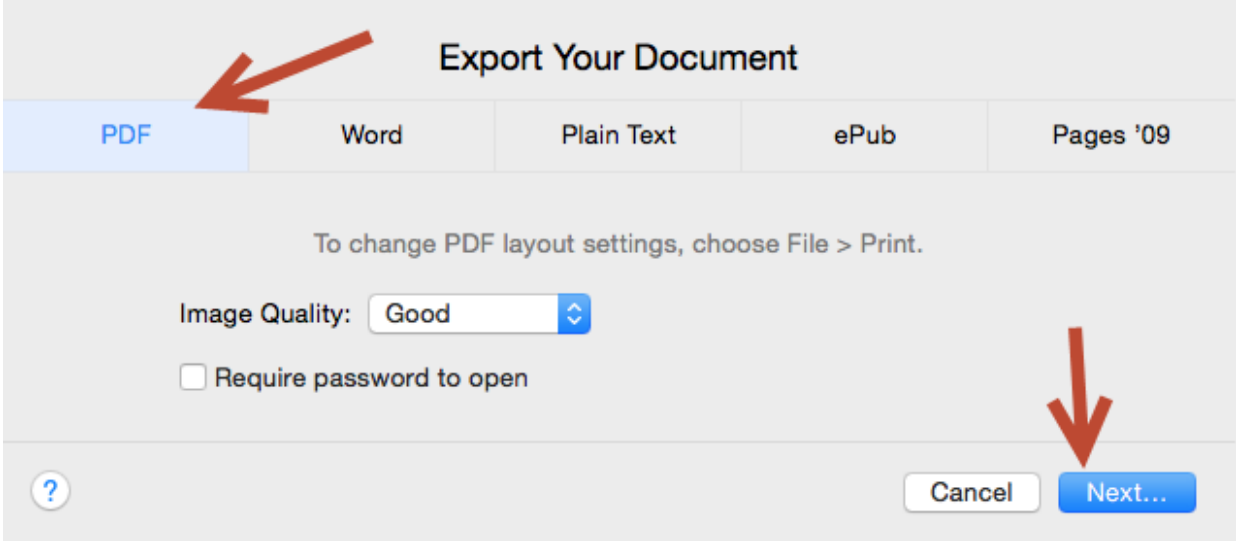 Export Your Document
PDF Word Plain Text ePub Pages ’09
To change PDF layout settings, choose File > Print.
Image Quality: Good
Require password to open
? Cancel Next...